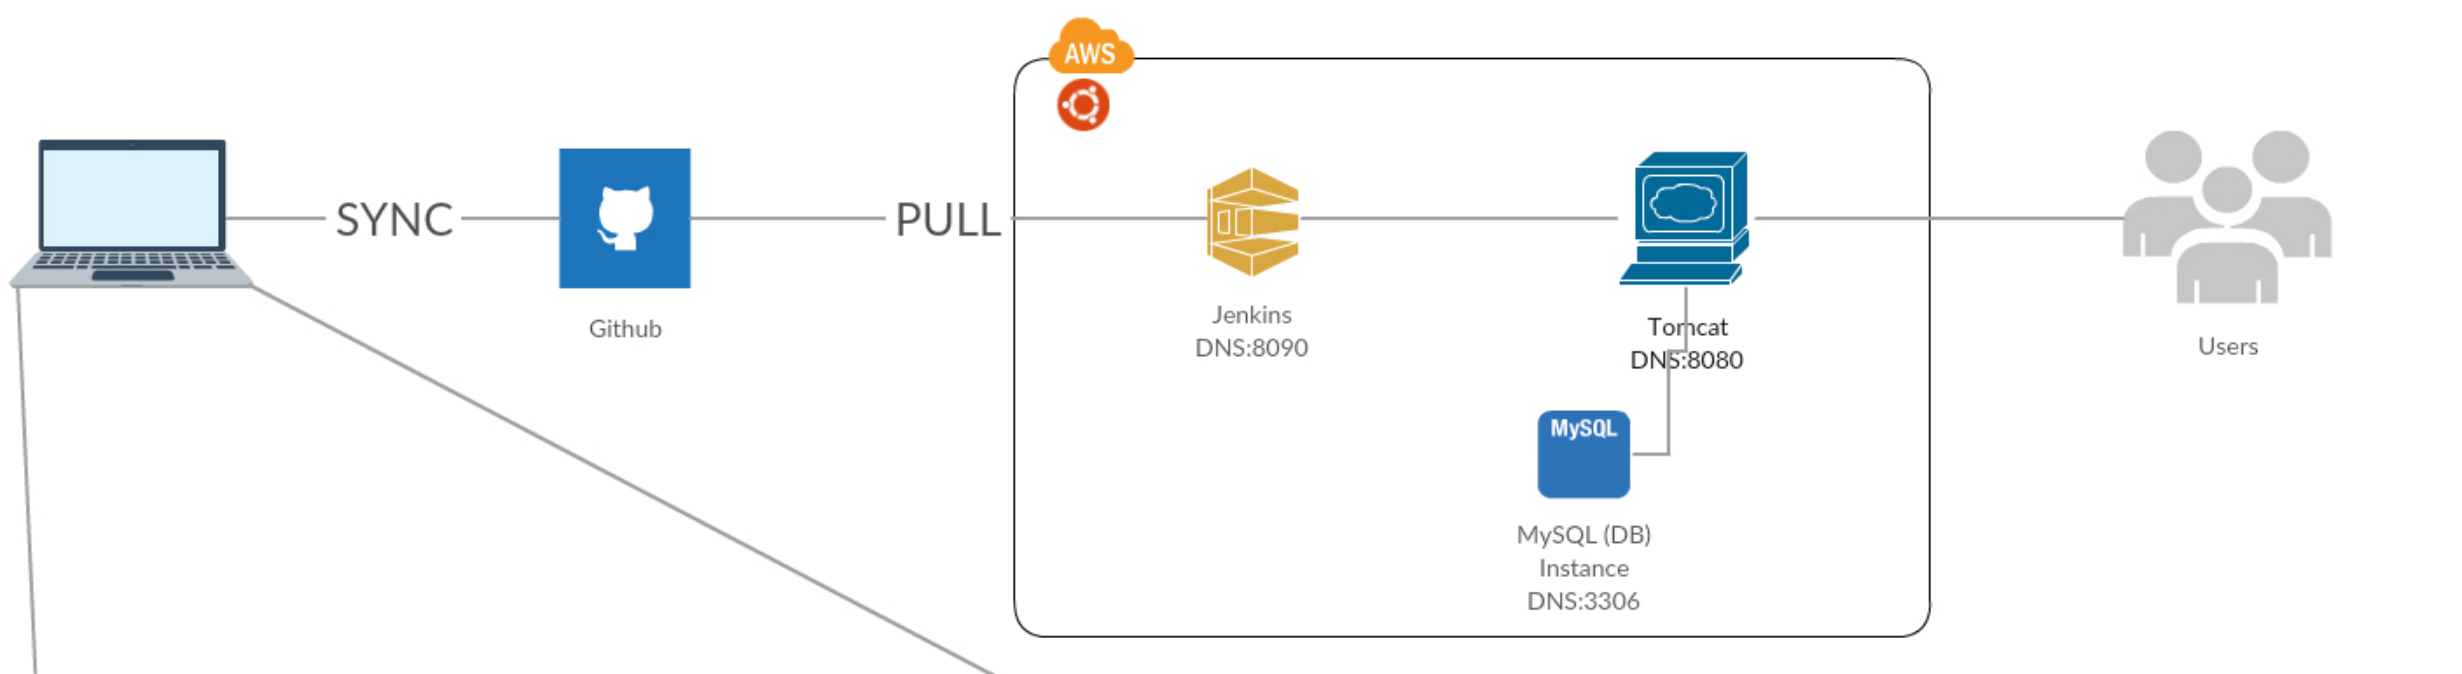 AWS
SYNC
PULL
Github
Jenkins
DNS:8090
Tomcat
DNS:8080
MySQL
MySQL (DB)
Instance
DNS:3306
Users